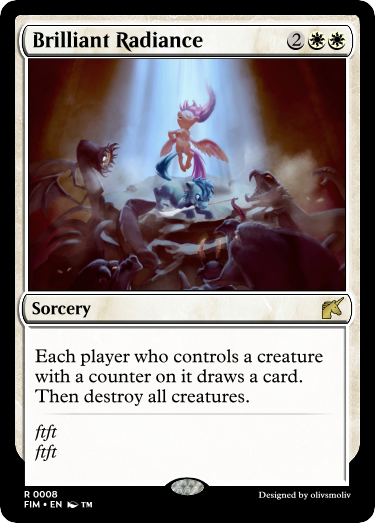 Brilliant Radiance 2
Sorcery
Each player who controls a creature
with a counter on it draws a card.
Then destroy all creatures.
ftft
ftft
R 0008
FIM • EN ™ Designed by olivsmoliv